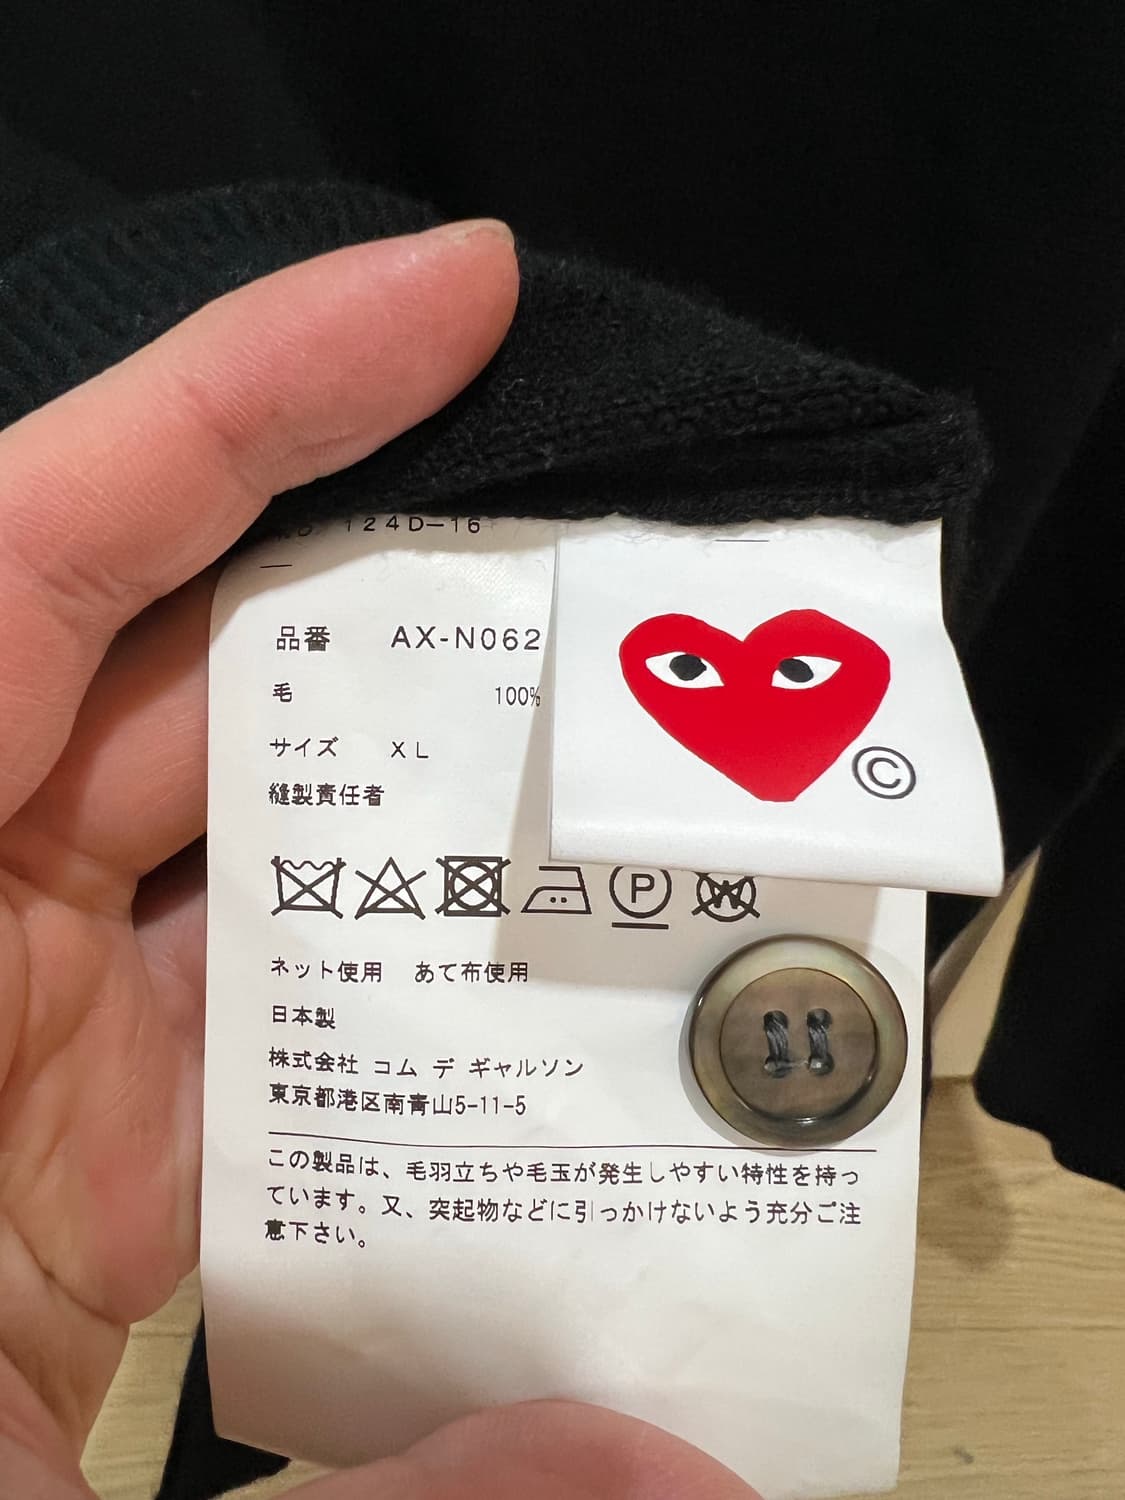 124D-16
品番 AX-N062
毛 100%
サイズ XL
縫製責任者
P W
ネット使用 あて布使用
日本製
株式会社 コム デ ギャルソン
東京都港区南青山5-11-5
この製品は、毛羽立ちや毛玉が発生しやすい特性を持っ
ています。又、突起物などに引っかけないよう充分ご注
意下さい。
©